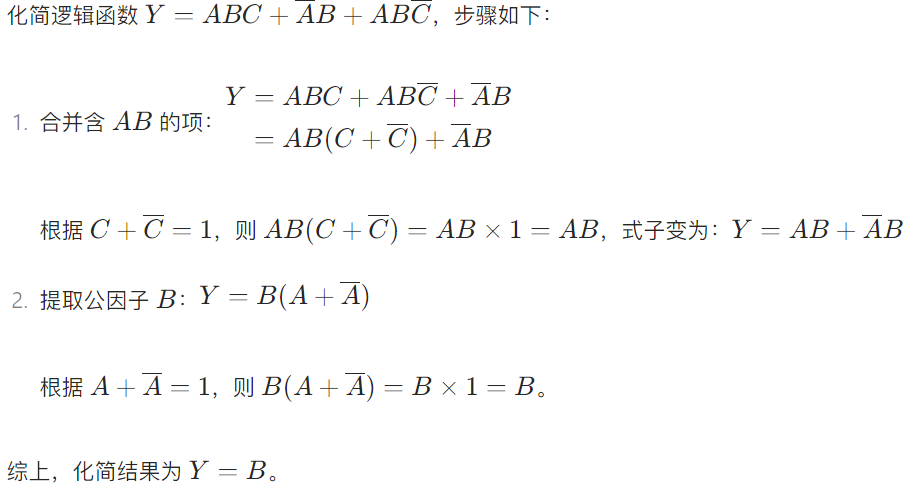 化简逻辑函数 $Y = ABC + \overline{A}B + AB\overline{C}$，步骤如下：
1. 合并含 $AB$ 的项： $Y = ABC + AB\overline{C} + \overline{A}B$
$= AB(C + \overline{C}) + \overline{A}B$
根据 $C + \overline{C} = 1$，则 $AB(C + \overline{C}) = AB \times 1 = AB$，式子变为：$Y = AB + \overline{A}B$
2. 提取公因子 $B$：$Y = B(A + \overline{A})$
根据 $A + \overline{A} = 1$，则 $B(A + \overline{A}) = B \times 1 = B$。
综上，化简结果为 $Y = B$。